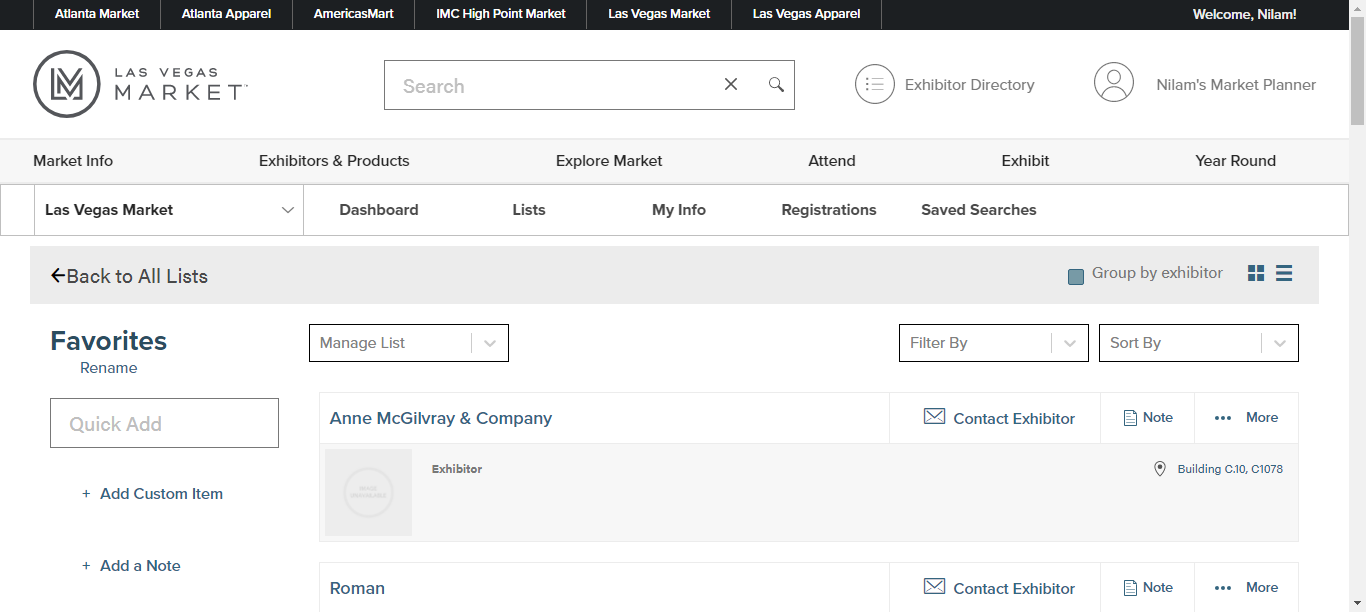 Atlanta Market Atlanta Apparel AmericasMart IMC High Point Market Las Vegas Market Las Vegas Apparel Welcome, Nilam!
LAS VEGAS
MARKET
Search
Exhibitor Directory
Nilam's Market Planner
Market Info Exhibitors & Products Explore Market Attend Exhibit Year Round
Las Vegas Market Dashboard Lists My Info Registrations Saved Searches
Back to All Lists Group by exhibitor
Favorites
Rename
Quick Add
+ Add Custom Item
+ Add a Note
Manage List Filter By Sort By
Anne McGilvray & Company Contact Exhibitor Note More
Exhibitor Building C.10, C1078
Roman Contact Exhibitor Note More